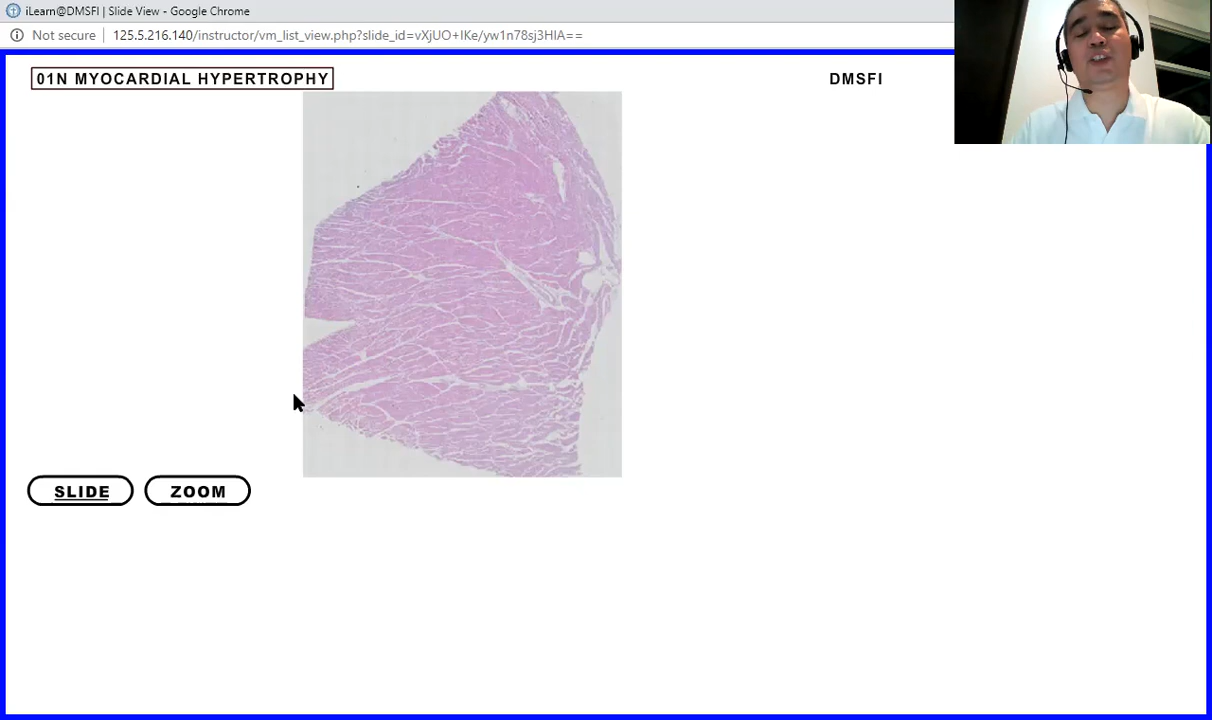 iLearn@DMSFI | Slide View - Google Chrome
Not secure 125.5.216.140/instructor/vm_list_view.php?slide_id=vXjUO+IKe/yw1n78sj3HIA==
01N MYOCARDIAL HYPERTROPHY
DMSFI
SLIDE ZOOM